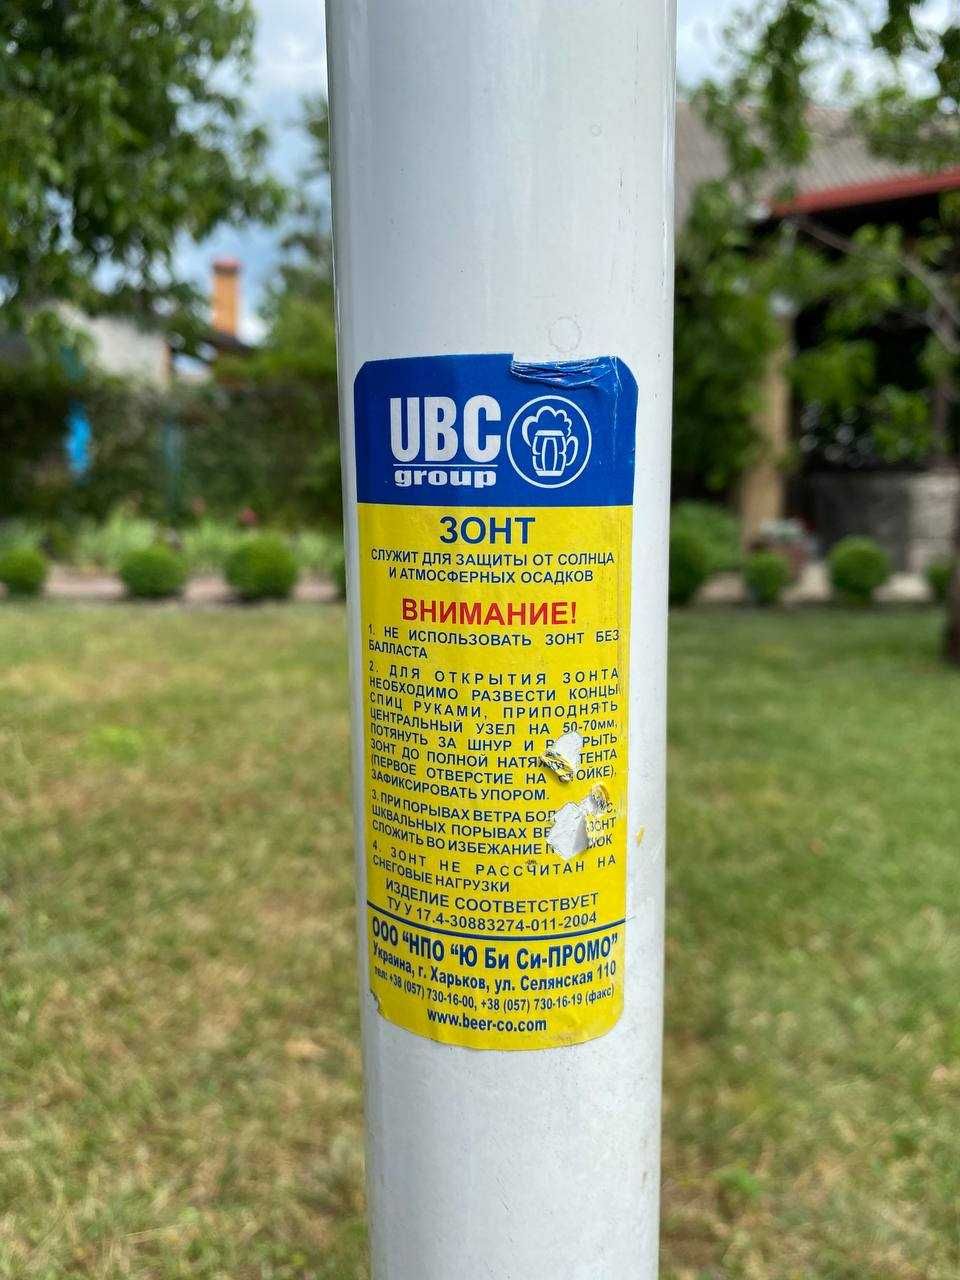 UBC
group
ЗОНТ
СЛУЖИТ ДЛЯ ЗАЩИТЫ ОТ СОЛНЦА
И АТМОСФЕРНЫХ ОСАДКОВ
ВНИМАНИЕ!
1. НЕ ИСПОЛЬЗОВАТЬ ЗОНТ БЕЗ
БАЛЛАСТА
2. ДЛЯ ОТКРЫТИЯ ЗОНТА
НЕОБХОДИМО РАЗВЕСТИ КОНЦЫ
СПИЦ РУКАМИ, ПРИПОДНЯТЬ
ЦЕНТРАЛЬНЫЙ УЗЕЛ НА 50-70мм,
ПОТЯНУТЬ ЗА ШНУР И
ЗОНТ ДО ПОЛНОЙ ТЕНТА
(ПЕРВОЕ ОТВЕРСТИЕ НА
ЗАФИКСИРОВАТЬ УПОРОМ.
3. ПРИ ПОРЫВАХ ВЕТРА
ШКВАЛЬНЫХ ПОРЫВАХ ЗОНТ
СЛОЖИТЬ ВО ИЗБЕЖАНИЕ
4. ЗОНТ НЕ РАССЧИТАН НА
СНЕГОВЫЕ НАГРУЗКИ
ИЗДЕЛИЕ СООТВЕТСТВУЕТ
ТУ У 17.4-30883274-011-2004
ООО "НПО "Ю Би Си-ПРОМО"
Украина, г. Харьков, ул. Селянская 110
тел: +38 (057) 730-16-00, +38 (057) 730-16-19 (факс)
www.beer-co.com